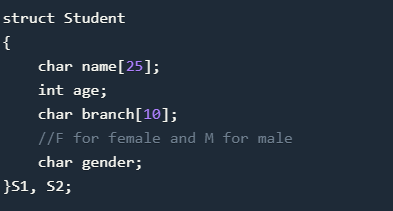 struct Student
{
    char name[25];
    int age;
    char branch[10];
    //F for female and M for male
    char gender;
}S1, S2;